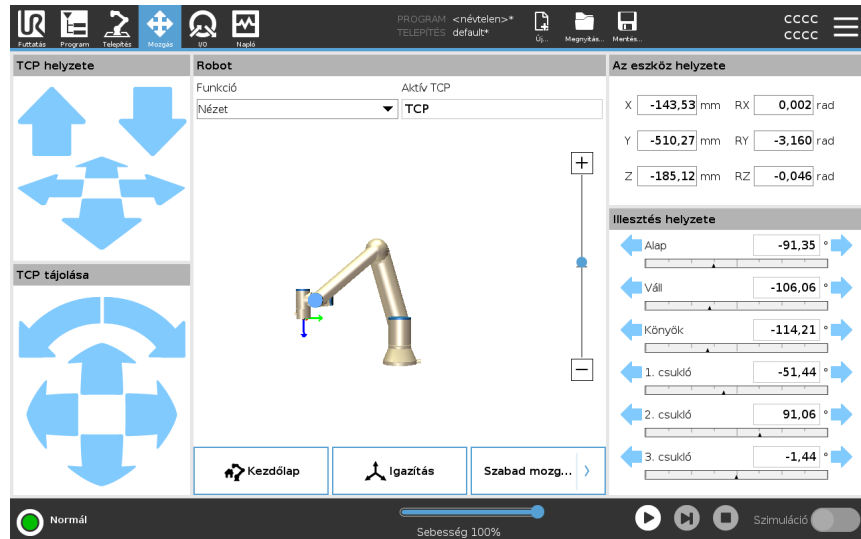 PROGRAM <névtelen>*
TELEPÍTÉS default*
CCCC
CCCC
Futtatás
Program
Telepítés
Mozgás
I/O
Napló
Új...
Megnyitás...
Mentés...
TCP helyzete
Robot
Funkció
Aktív TCP
Nézet
TCP
Az eszköz helyzete
X -143,53 mm RX 0,002 rad
Y -510,27 mm RY -3,160 rad
Z -185,12 mm RZ -0,046 rad
Illesztés helyzete
Alap -91,35 °
Váll -106,06 °
Könyök -114,21 °
1. csukló -51,44 °
2. csukló 91,06 °
3. csukló -1,44 °
TCP tájolása
Kezdőlap
Igazítás
Szabad mozg...
Normál
Sebesség 100%
Szimuláció